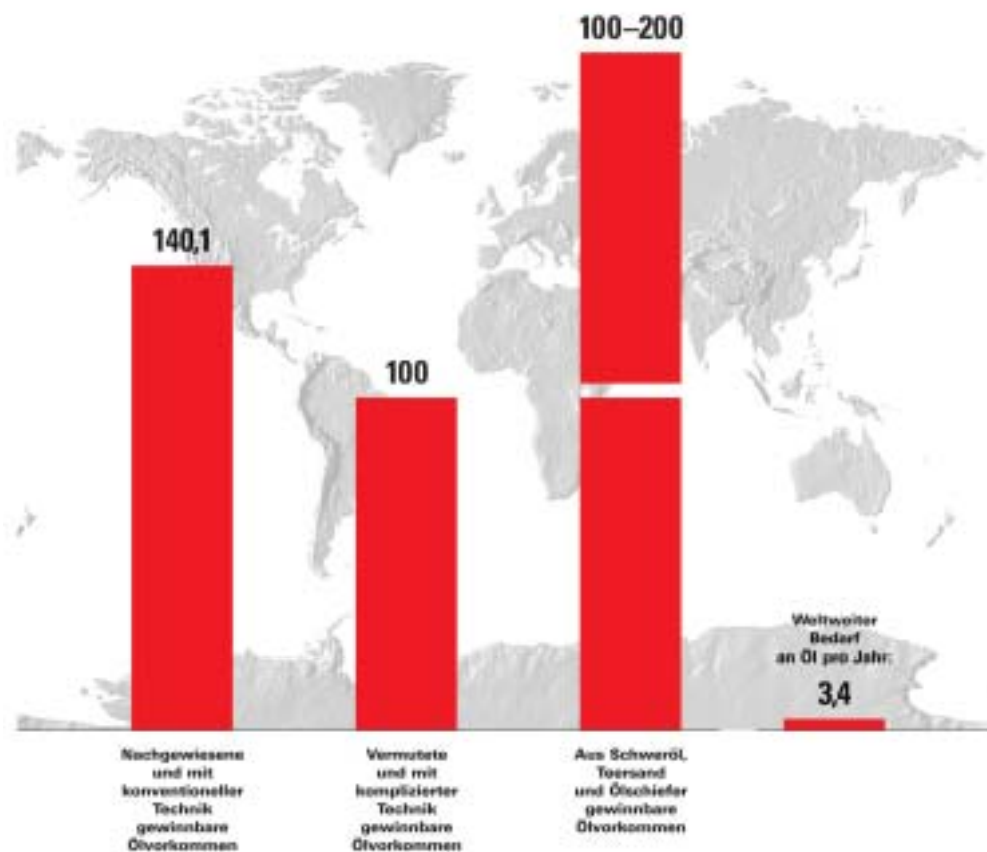 100–200
140,1
100
Weltweiter
Bedarf
an Öl pro Jahr:
3,4
Nachgewiesene
und mit
konventioneller
Technik
gewinnbare
Ölvorkommen
Vermutete
und mit
komplizierter
Technik
gewinnbare
Ölvorkommen
Aus Schweröl,
Teersand
und Ölschiefer
gewinnbare
Ölvorkommen